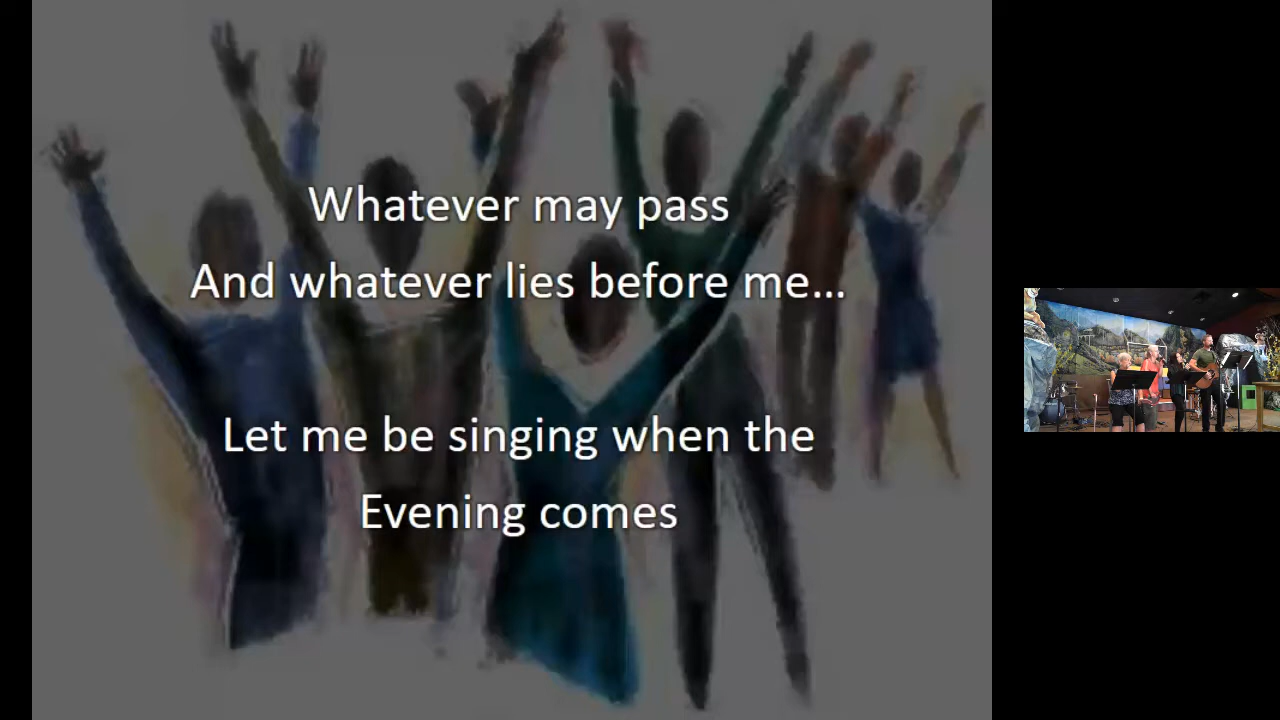 Whatever may pass
And whatever lies before me...
Let me be singing when the
Evening comes